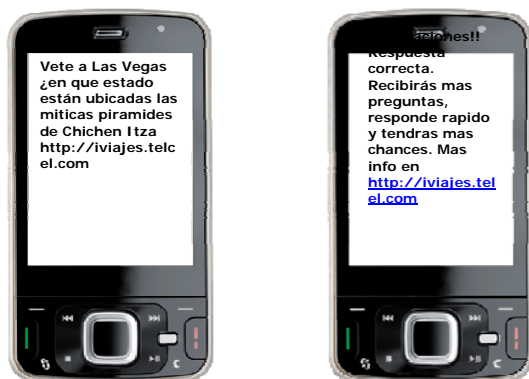 Vete a Las Vegas
¿en que estado
están ubicadas las
miticas piramides
de Chichen Itza
http://iviajes.telc
el.com
aciones!!
Respuesta
correcta.
Recibirás mas
preguntas,
responde rapido
y tendras mas
chances. Mas
info en
http://iviajes.tel
el.com